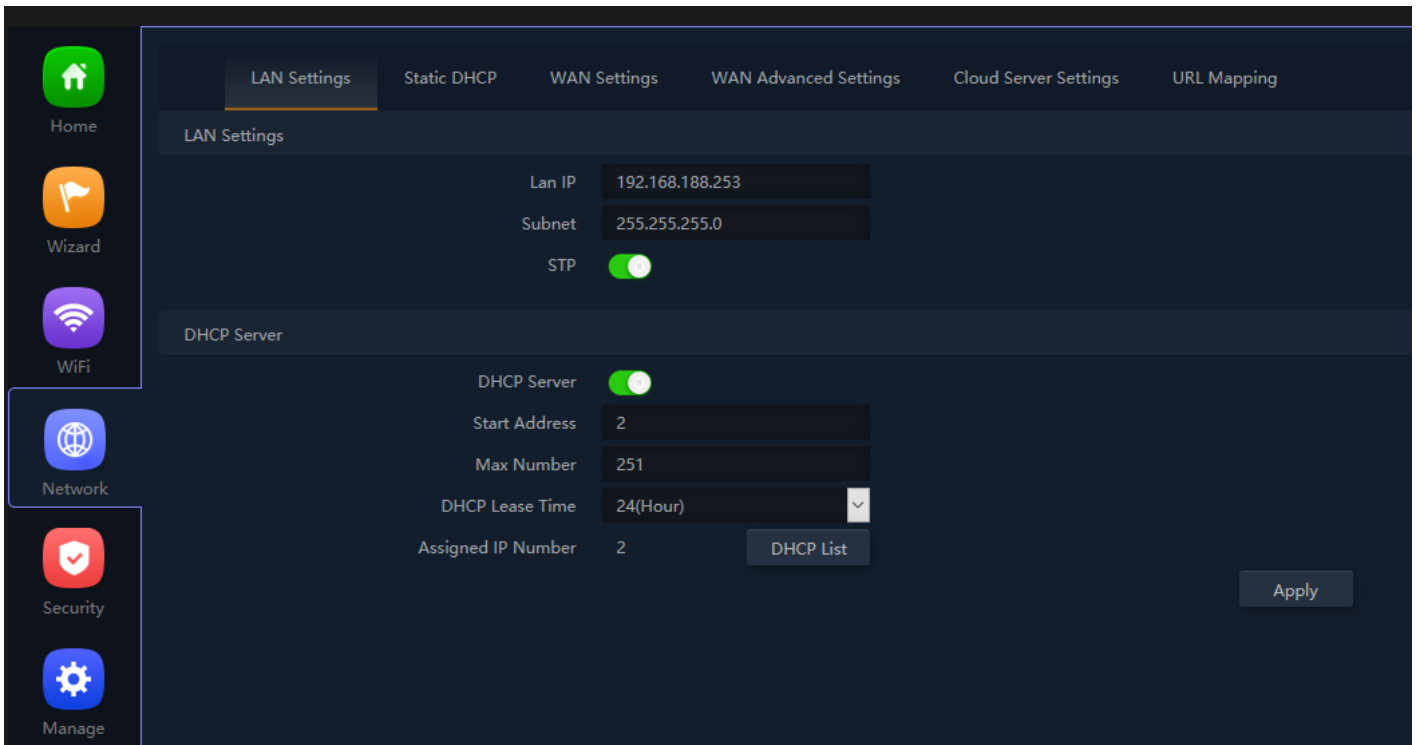 Home
Wizard
WiFi
Network
Security
Manage
LAN Settings Static DHCP WAN Settings WAN Advanced Settings Cloud Server Settings URL Mapping
LAN Settings
Lan IP 192.168.188.253
Subnet 255.255.255.0
STP
DHCP Server
DHCP Server
Start Address 2
Max Number 251
DHCP Lease Time 24(Hour)
Assigned IP Number 2 DHCP List
Apply